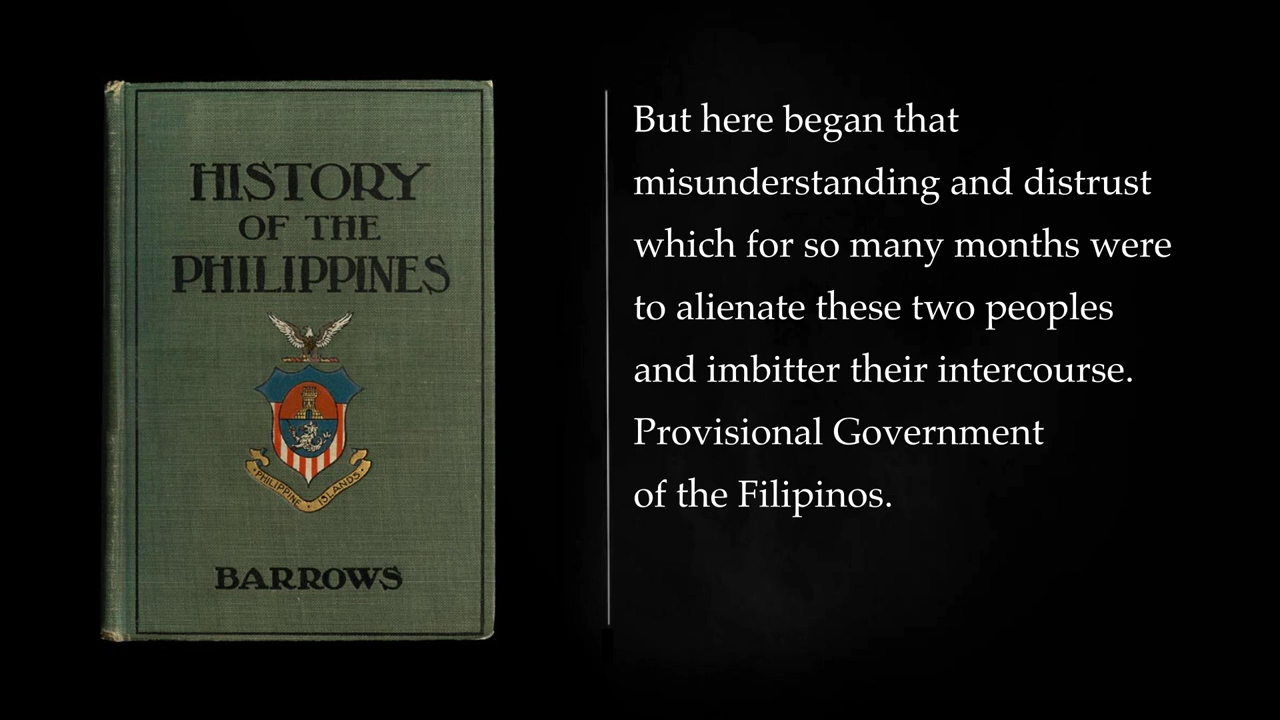 HISTORY
OF THE
PHILIPPINES
PHILIPPINE ISLANDS
BARROWS
But here began that
misunderstanding and distrust
which for so many months were
to alienate these two peoples
and imbitter their intercourse.
Provisional Government
of the Filipinos.